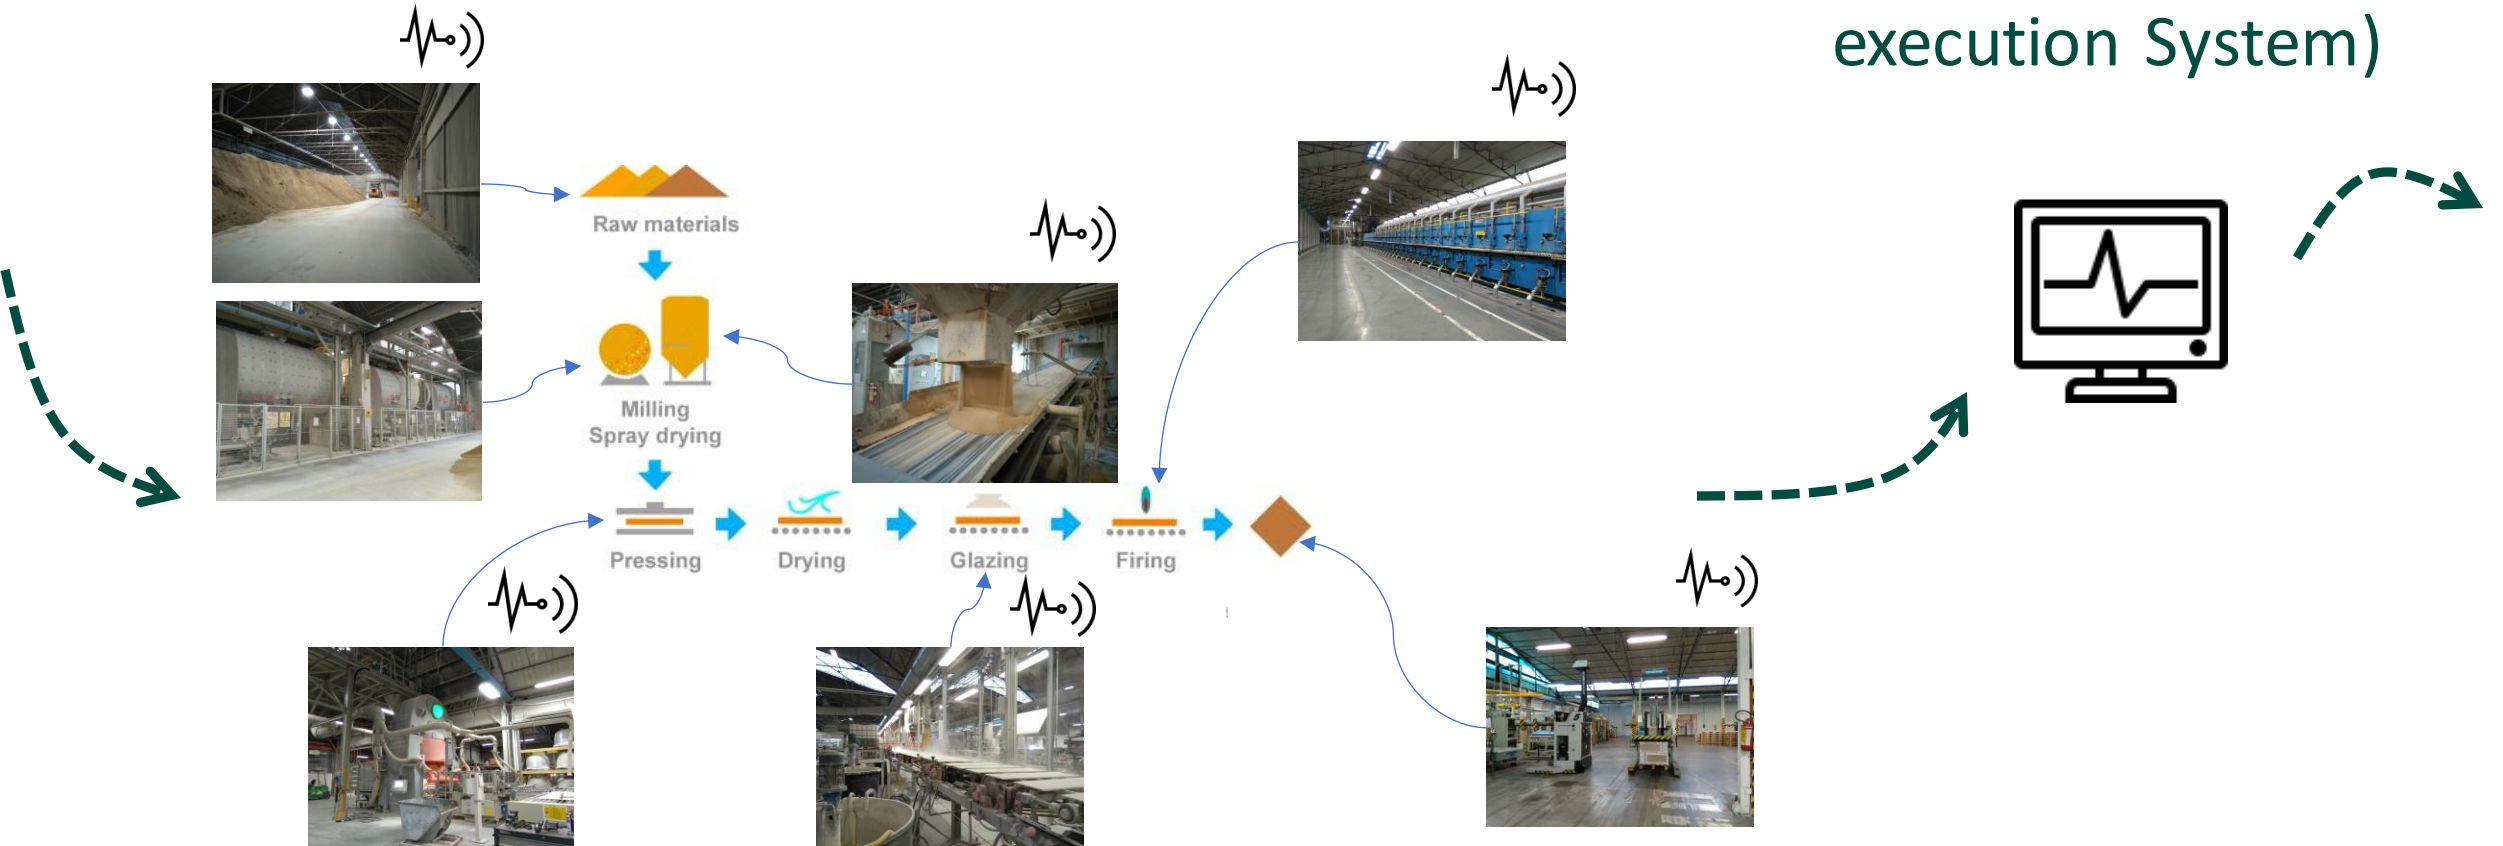 execution System)
Raw materials
Milling
Spray drying
Pressing
Drying
Glazing
Firing